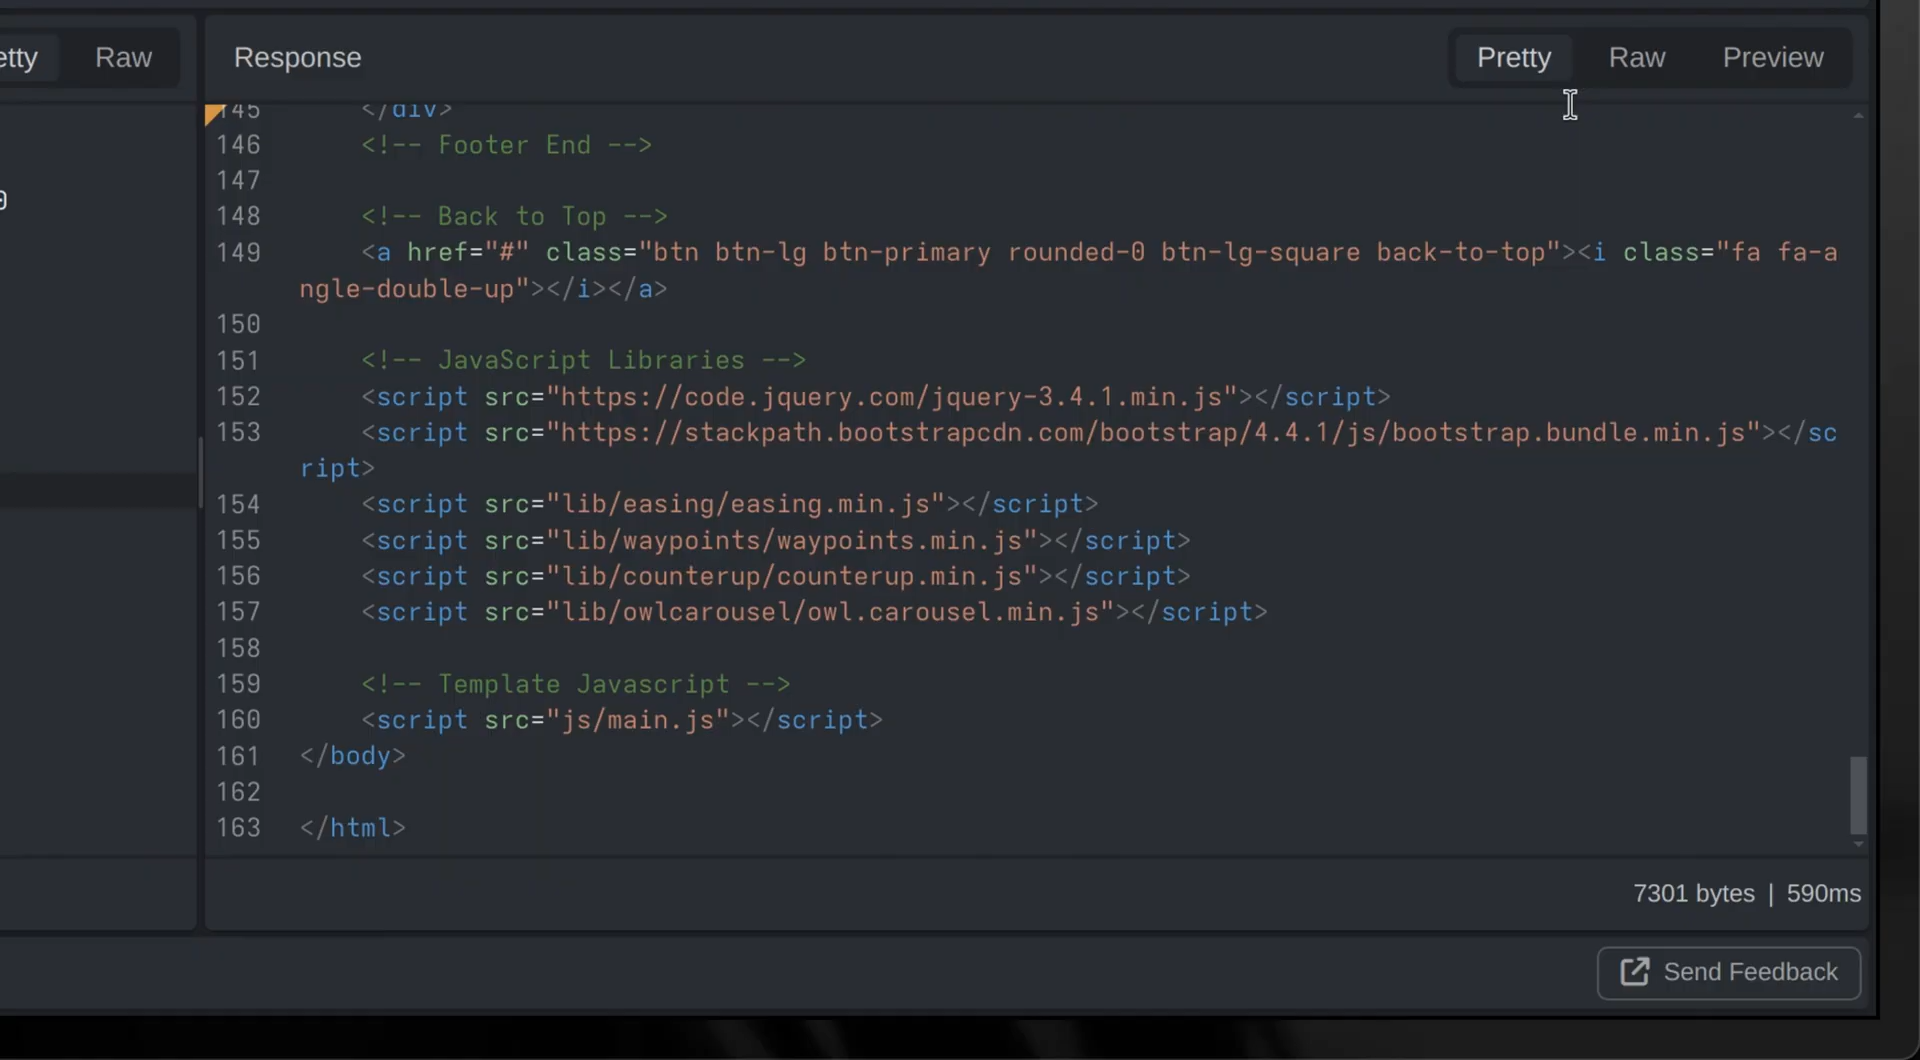 etty Raw
Response
Pretty Raw Preview
145 </div>
146 <!-- Footer End -->
147
148 <!-- Back to Top -->
149 <a href="#" class="btn btn-lg btn-primary rounded-0 btn-lg-square back-to-top"><i class="fa fa-a
ngle-double-up"></i></a>
150
151 <!-- JavaScript Libraries -->
152 <script src="https://code.jquery.com/jquery-3.4.1.min.js"></script>
153 <script src="https://stackpath.bootstrapcdn.com/bootstrap/4.4.1/js/bootstrap.bundle.min.js"></sc
ript>
154 <script src="lib/easing/easing.min.js"></script>
155 <script src="lib/waypoints/waypoints.min.js"></script>
156 <script src="lib/counterup/counterup.min.js"></script>
157 <script src="lib/owlcarousel/owl.carousel.min.js"></script>
158
159 <!-- Template Javascript -->
160 <script src="js/main.js"></script>
161 </body>
162
163 </html>
7301 bytes | 590ms
Send Feedback